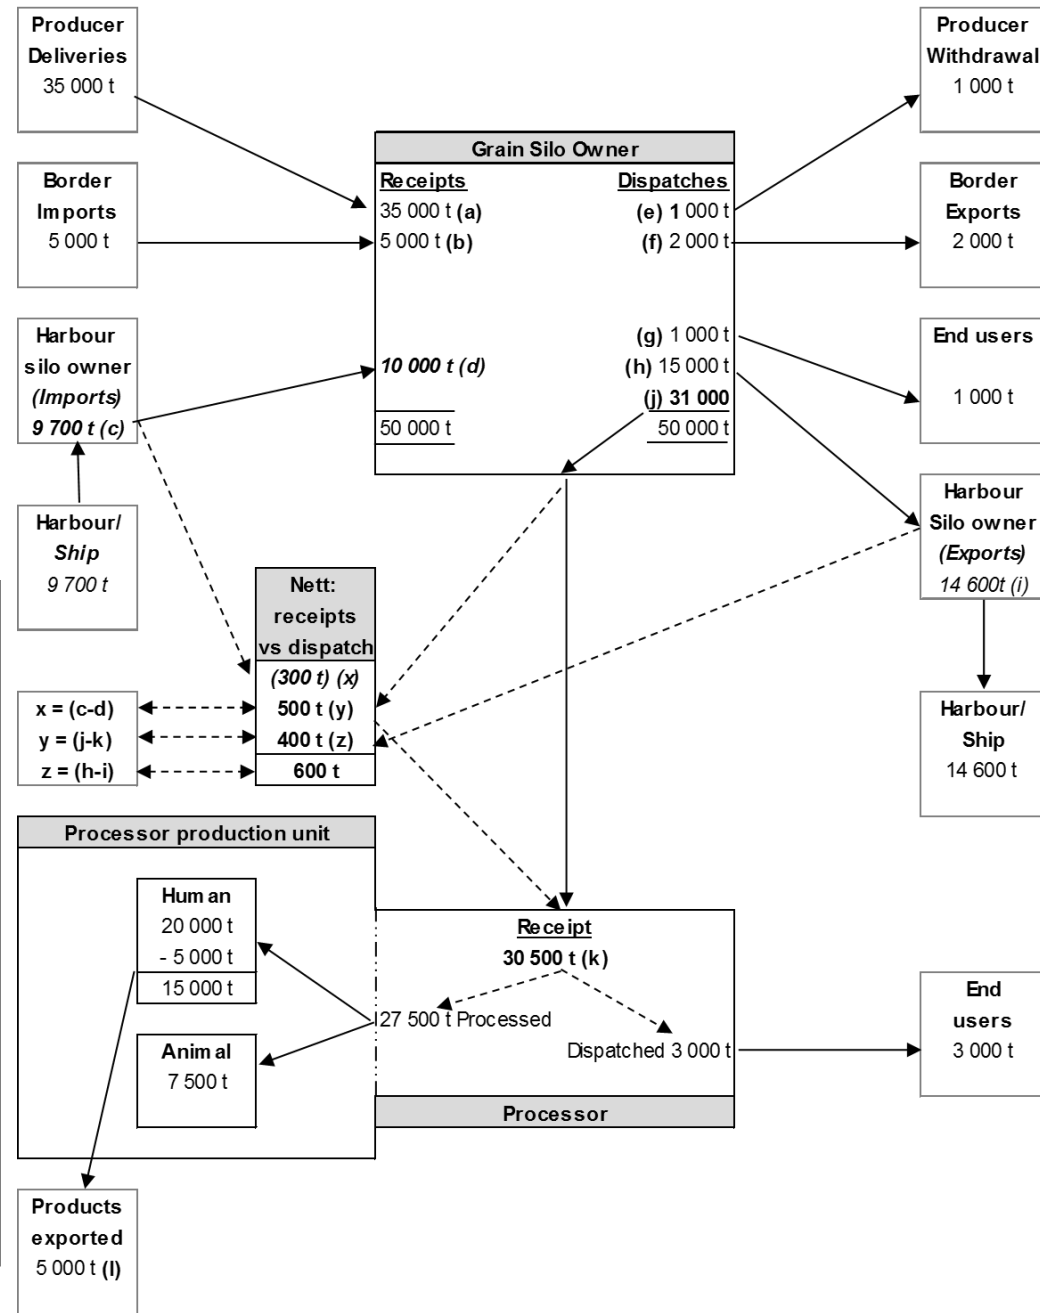 Producer
Deliveries
35 000 t
Producer
Withdrawal
1 000 t
Grain Silo Owner
Receipts
Dispatches
35 000 t (a)
(e) 1 000 t
5 000 t (b)
(f) 2 000 t
(g) 1 000 t
10 000 t (d)
(h) 15 000 t
(j) 31 000
50 000 t
50 000 t
Border
Imports
5 000 t
Border
Exports
2 000 t
Harbour
silo owner
(Imports)
9 700 t (c)
End users
1 000 t
Harbour/
Ship
9 700 t
Harbour
Silo owner
(Exports)
14 600t (i)
Nett:
receipts
vs dispatch
(300 t) (x)
500 t (y)
400 t (z)
600 t
x = (c-d)
y = (j-k)
z = (h-i)
Harbour/
Ship
14 600 t
Processor production unit
Human
20 000 t
- 5 000 t
15 000 t
Animal
7 500 t
Receipt
30 500 t (k)
27 500 t Processed
Dispatched 3 000 t
Processor
End
users
3 000 t
Products
exported
5 000 t (l)